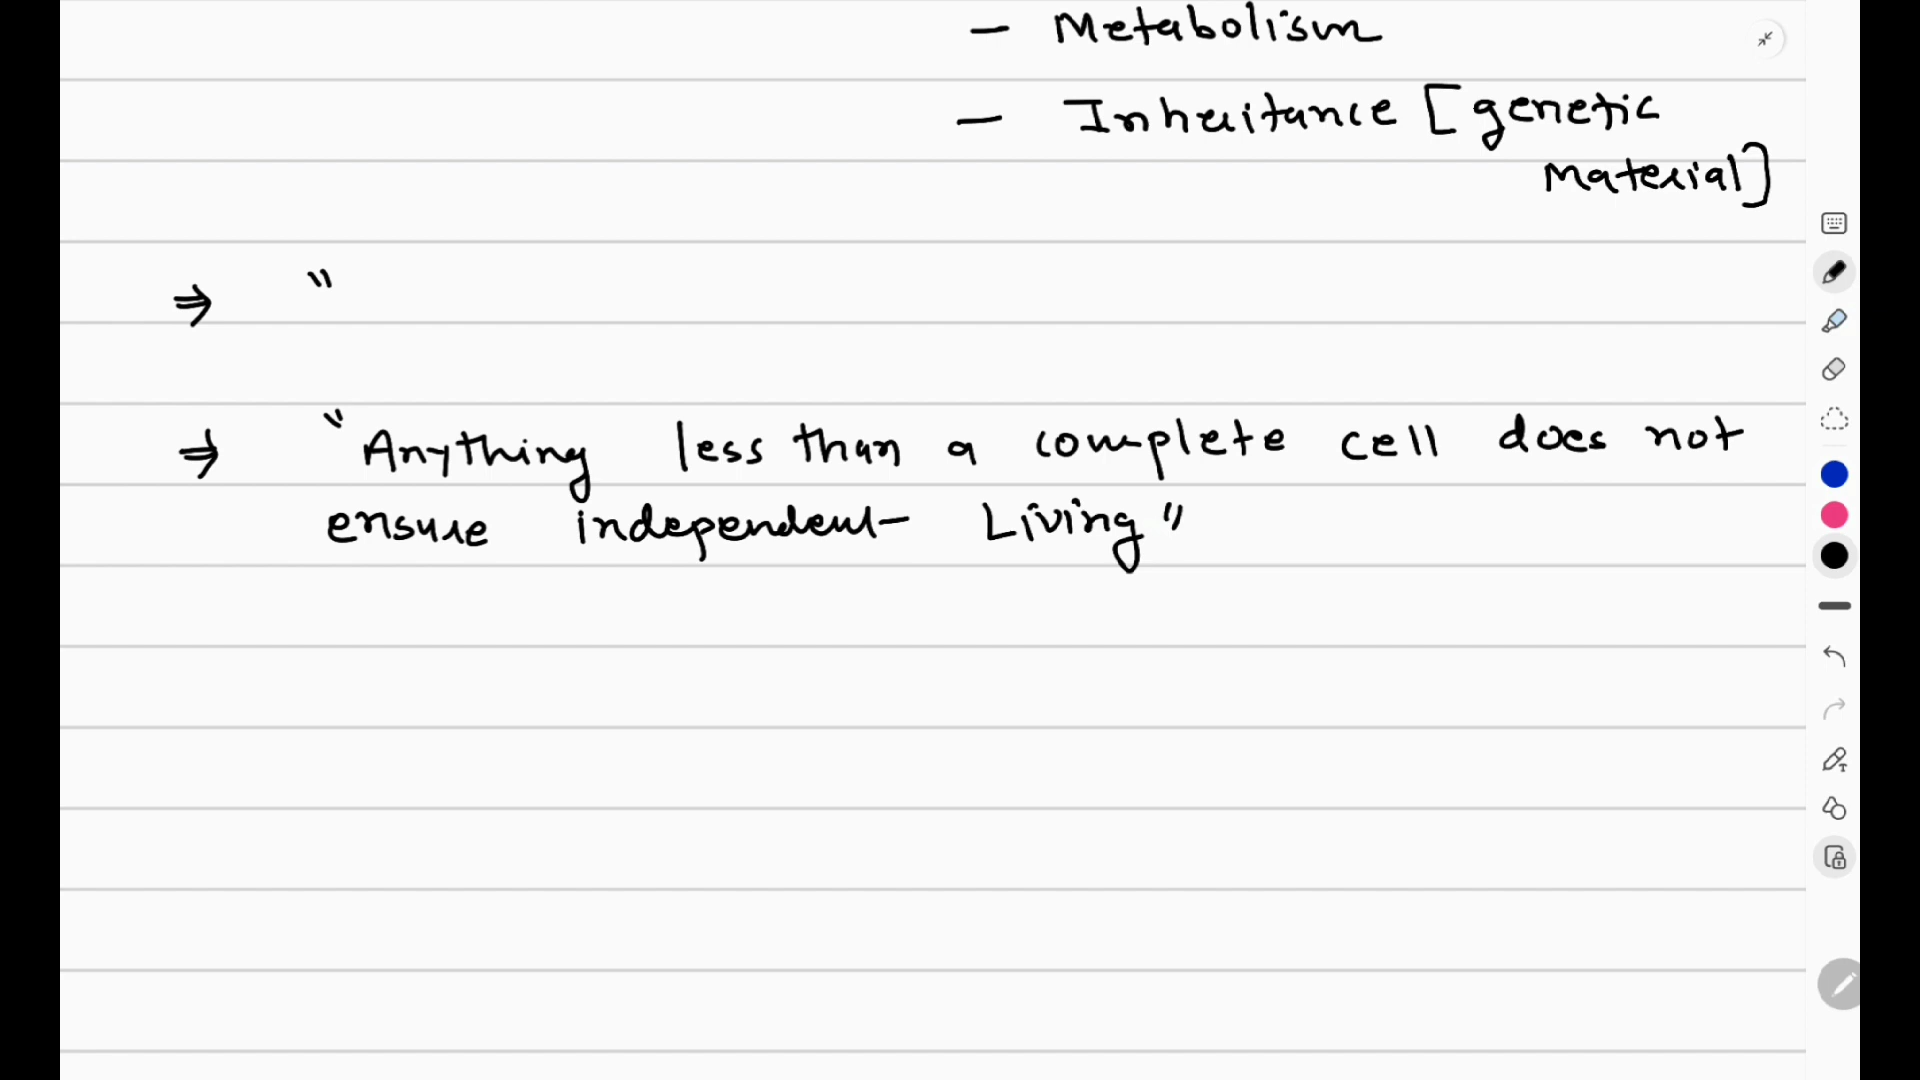 – Metabolism
– Inheritance [genetic
material]
⇒ "
⇒ "Anything less than a complete cell does not
ensure independent Living"